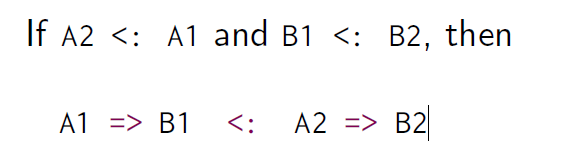 If A2 <: A1 and B1 <: B2, then
A1 => B1 <: A2 => B2